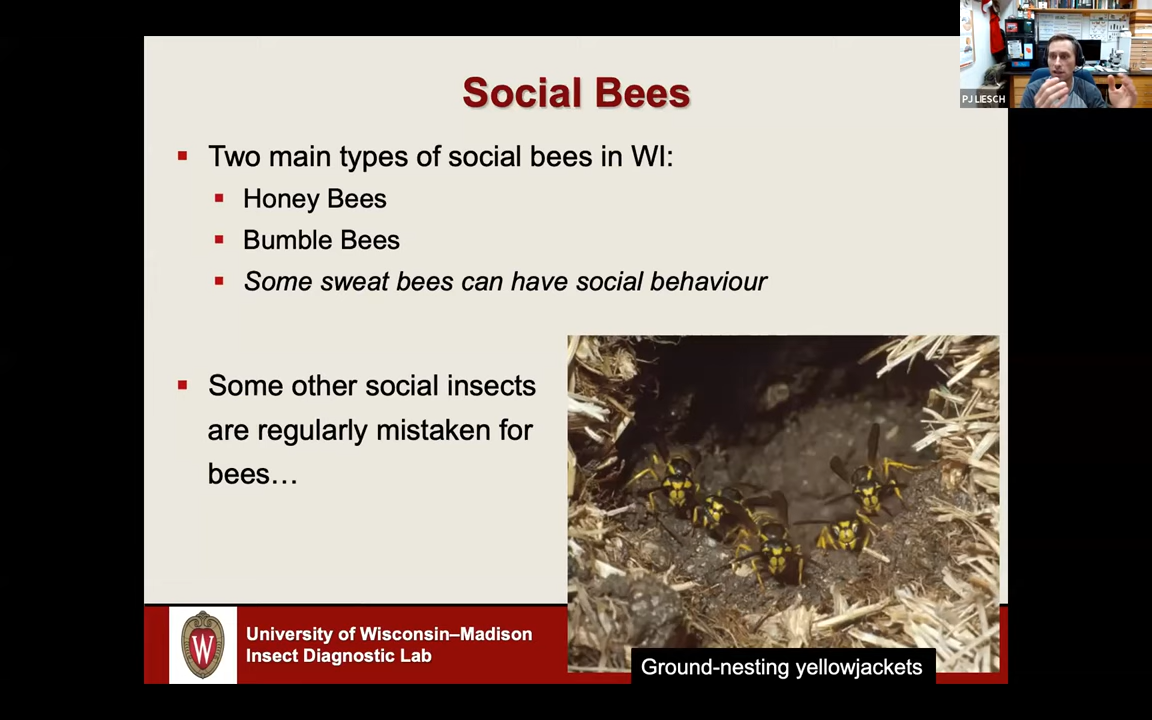 PJ LIESCH
Social Bees
Two main types of social bees in WI:
Honey Bees
Bumble Bees
Some sweat bees can have social behaviour
Some other social insects
are regularly mistaken for
bees…
W
University of Wisconsin–Madison
Insect Diagnostic Lab
Ground-nesting yellowjackets